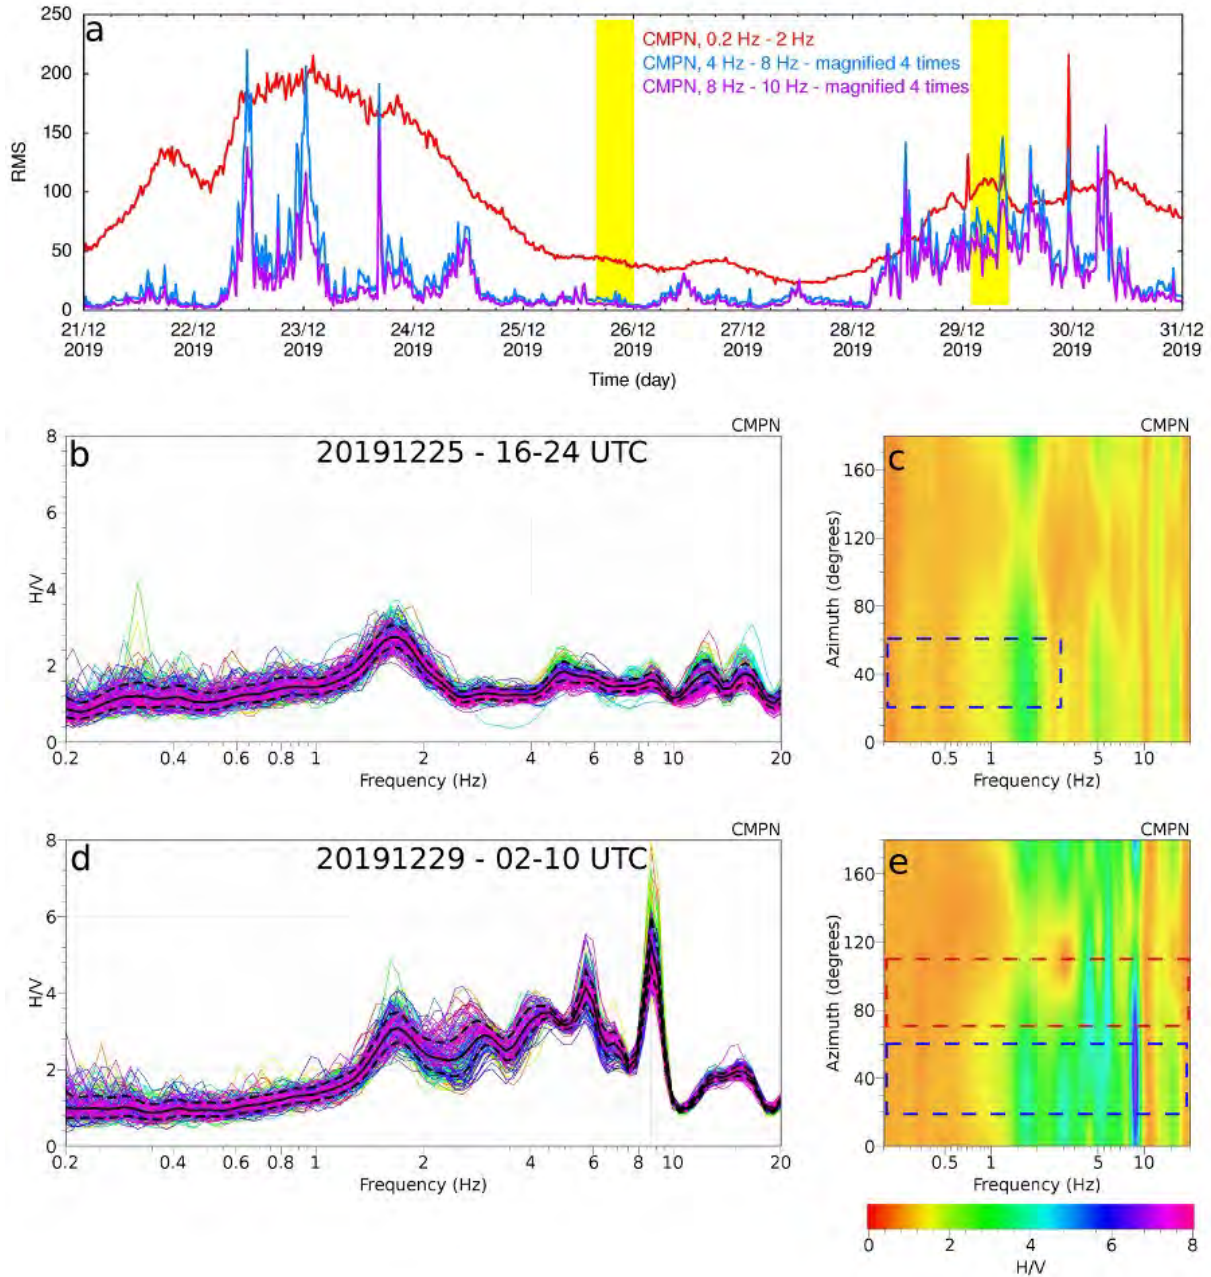 a
CMPN, 0.2 Hz - 2 Hz
CMPN, 4 Hz - 8 Hz - magnified 4 times
CMPN, 8 Hz - 10 Hz - magnified 4 times
250
200
150
100
50
0
RMS
21/12 22/12 23/12 24/12 25/12 26/12 27/12 28/12 29/12 30/12 31/12
2019 2019 2019 2019 2019 2019 2019 2019 2019 2019 2019
Time (day)
CMPN
b
20191225 - 16-24 UTC
8
6
4
2
0
H/V
0.2 0.4 0.6 0.8 1 2 4 6 8 10 20
Frequency (Hz)
CMPN
c
160
120
80
40
0
Azimuth (degrees)
0.5 1 5 10
Frequency (Hz)
CMPN
d
20191229 - 02-10 UTC
8
6
4
2
0
H/V
0.2 0.4 0.6 0.8 1 2 4 6 8 10 20
Frequency (Hz)
CMPN
e
160
120
80
40
0
Azimuth (degrees)
0.5 1 5 10
Frequency (Hz)
0 2 4 6 8
H/V